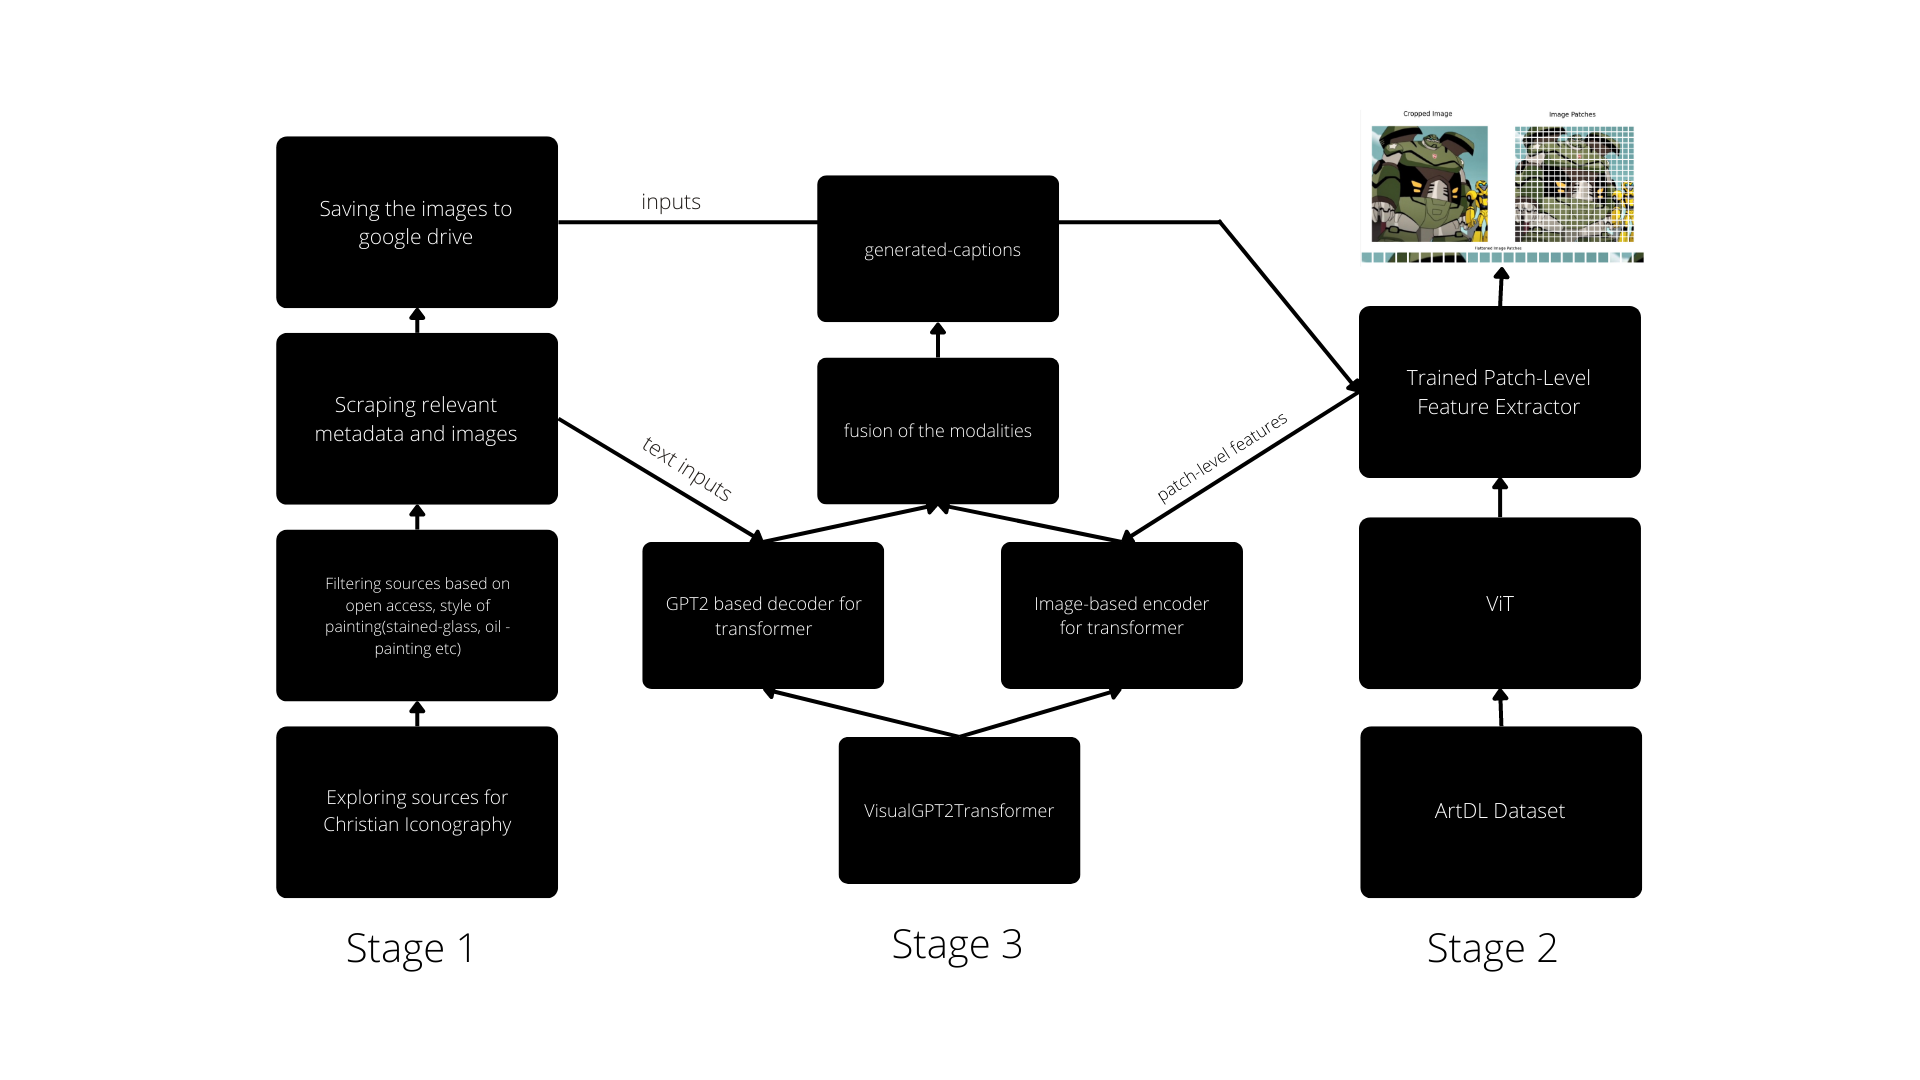 Saving the images to
google drive
Scraping relevant
metadata and images
Filtering sources based on
open access, style of
painting(stained-glass, oil -
painting etc)
Exploring sources for
Christian Iconography
Stage 1
inputs
text inputs
generated-captions
fusion of the modalities
GPT2 based decoder for
transformer
Image-based encoder
for transformer
VisualGPT2Transformer
Stage 3
patch-level features
Cropped Image
Image Patches
Flattened Image Patches
Trained Patch-Level
Feature Extractor
ViT
ArtDL Dataset
Stage 2